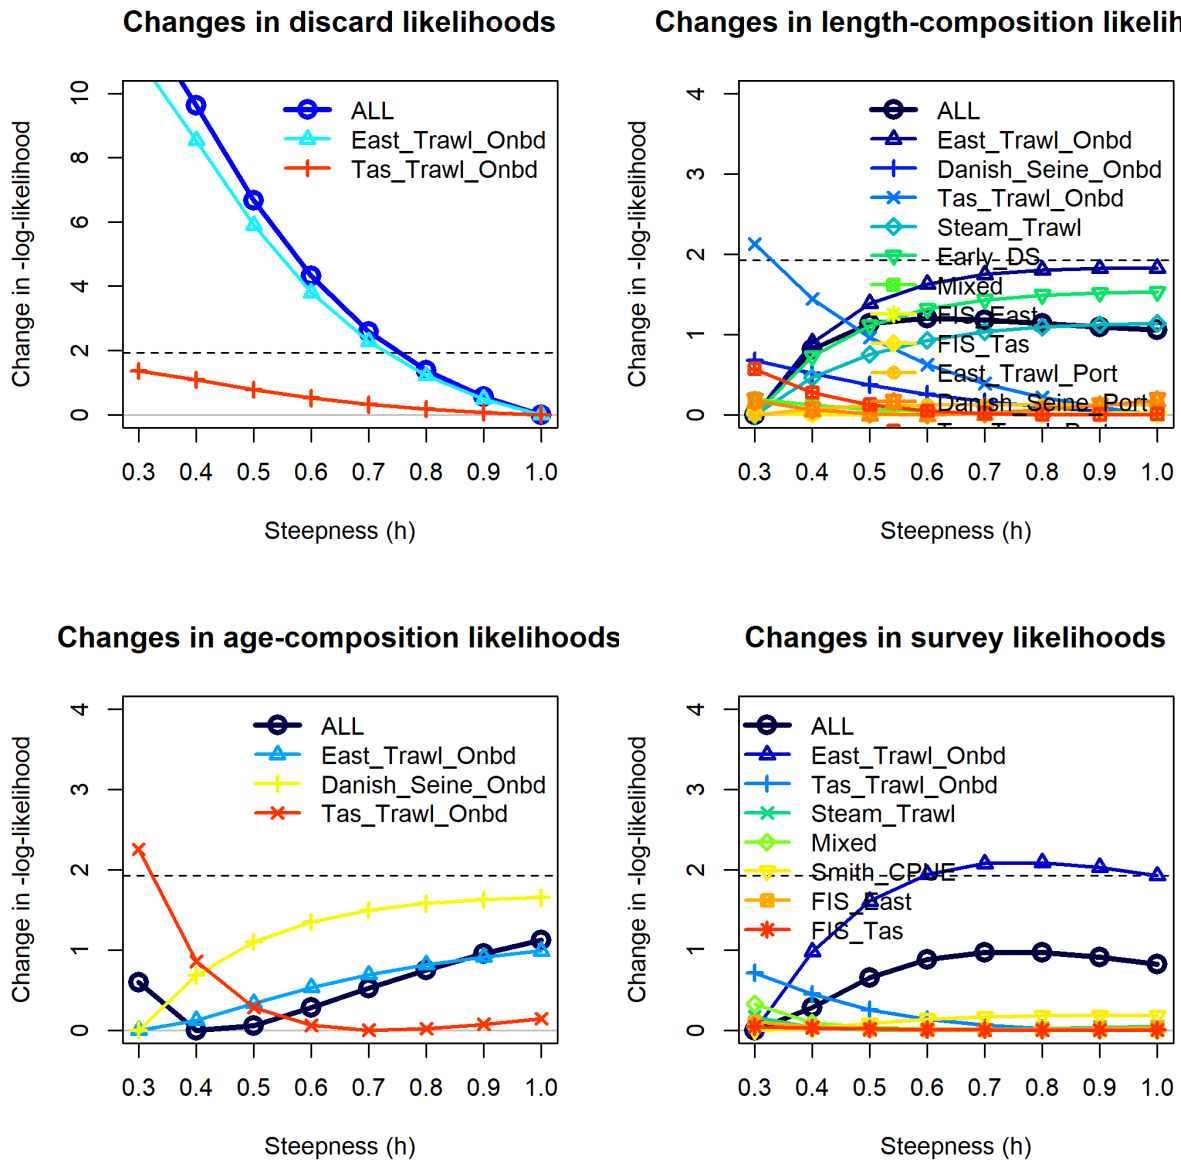 Changes in discard likelihoods
Change in -log-likelihood
10
8
6
4
2
0
ALL
East_Trawl_Onbd
Tas_Trawl_Onbd
0.3 0.4 0.5 0.6 0.7 0.8 0.9 1.0
Steepness (h)
Changes in length-composition likelih
Change in -log-likelihood
4
3
2
1
0
ALL
East_Trawl_Onbd
Danish_Seine_Onbd
Tas_Trawl_Onbd
Steam_Trawl
Early_DS
Mixed
FIS_East
FIS_Tas
East_Trawl_Port
Danish_Seine_Port
0.3 0.4 0.5 0.6 0.7 0.8 0.9 1.0
Steepness (h)
Changes in age-composition likelihoods
Change in -log-likelihood
4
3
2
1
0
ALL
East_Trawl_Onbd
Danish_Seine_Onbd
Tas_Trawl_Onbd
0.3 0.4 0.5 0.6 0.7 0.8 0.9 1.0
Steepness (h)
Changes in survey likelihoods
Change in -log-likelihood
4
3
2
1
0
ALL
East_Trawl_Onbd
Tas_Trawl_Onbd
Steam_Trawl
Mixed
Smith_CPUE
FIS_East
FIS_Tas
0.3 0.4 0.5 0.6 0.7 0.8 0.9 1.0
Steepness (h)